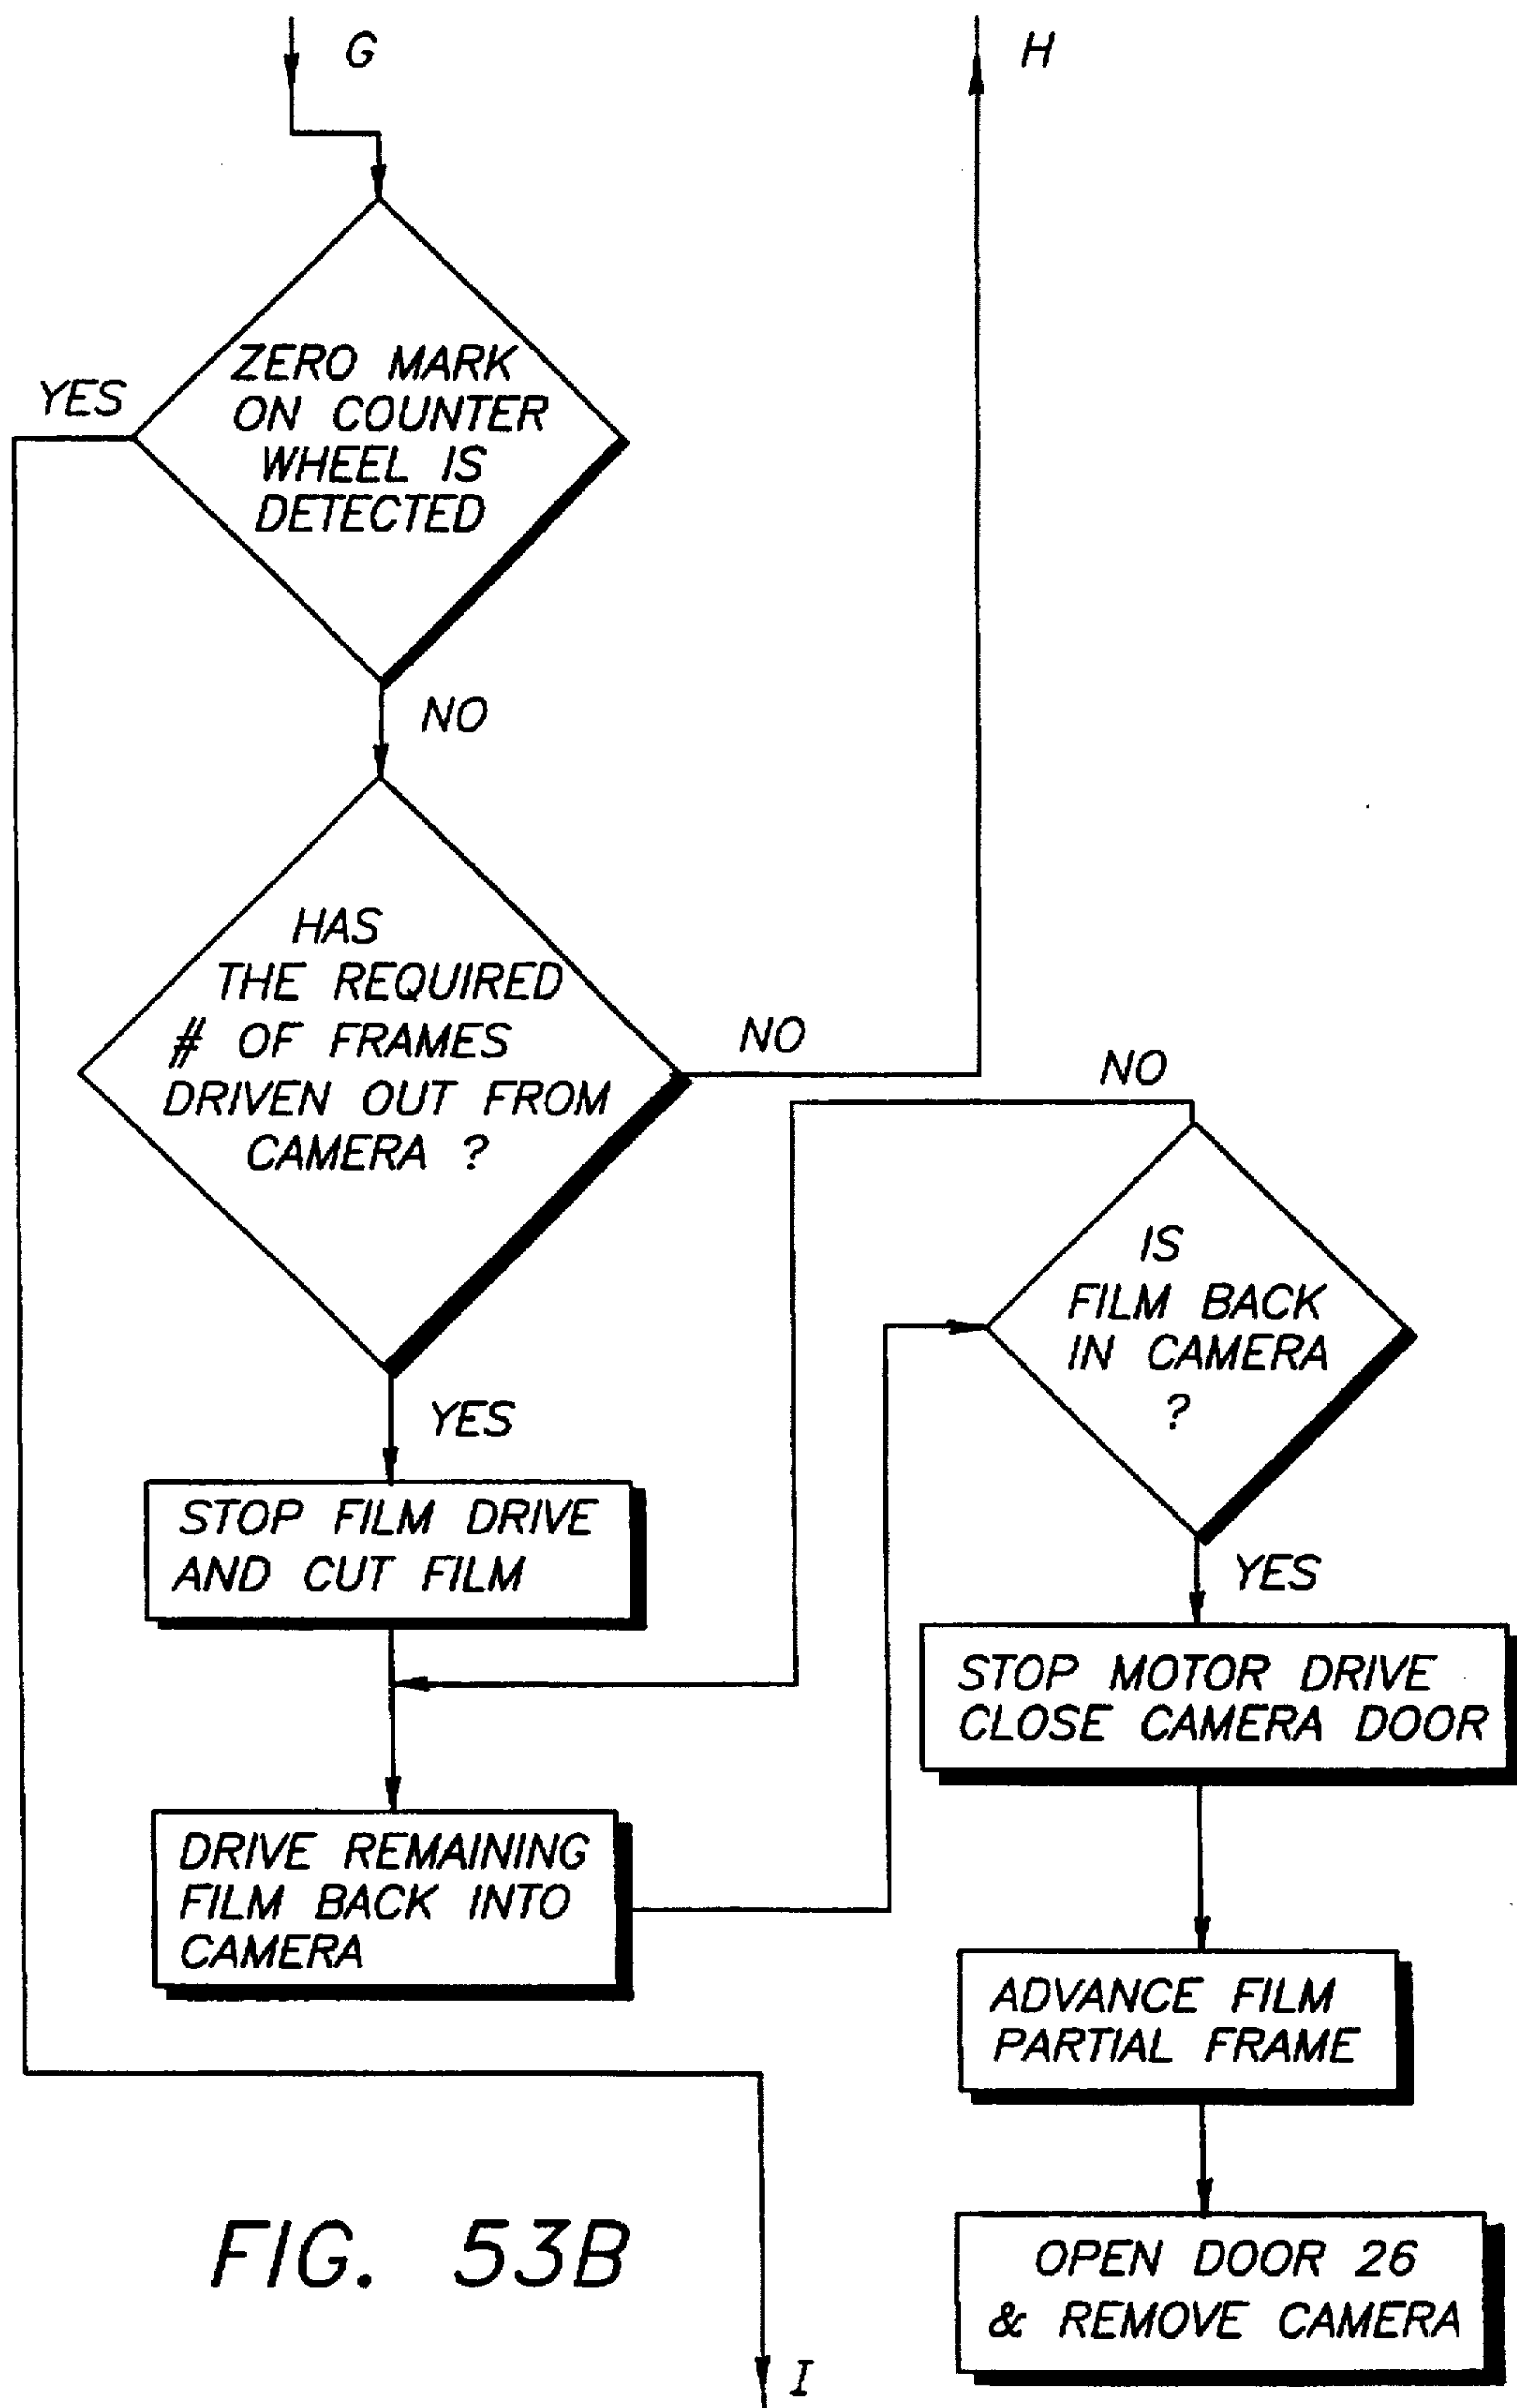 G
H
ZERO MARK
ON COUNTER
WHEEL IS
DETECTED
YES
NO
HAS
THE REQUIRED
# OF FRAMES
DRIVEN OUT FROM
CAMERA ?
NO
YES
STOP FILM DRIVE
AND CUT FILM
DRIVE REMAINING
FILM BACK INTO
CAMERA
NO
IS
FILM BACK
IN CAMERA
?
YES
STOP MOTOR DRIVE
CLOSE CAMERA DOOR
ADVANCE FILM
PARTIAL FRAME
OPEN DOOR 26
& REMOVE CAMERA
I
FIG. 53B